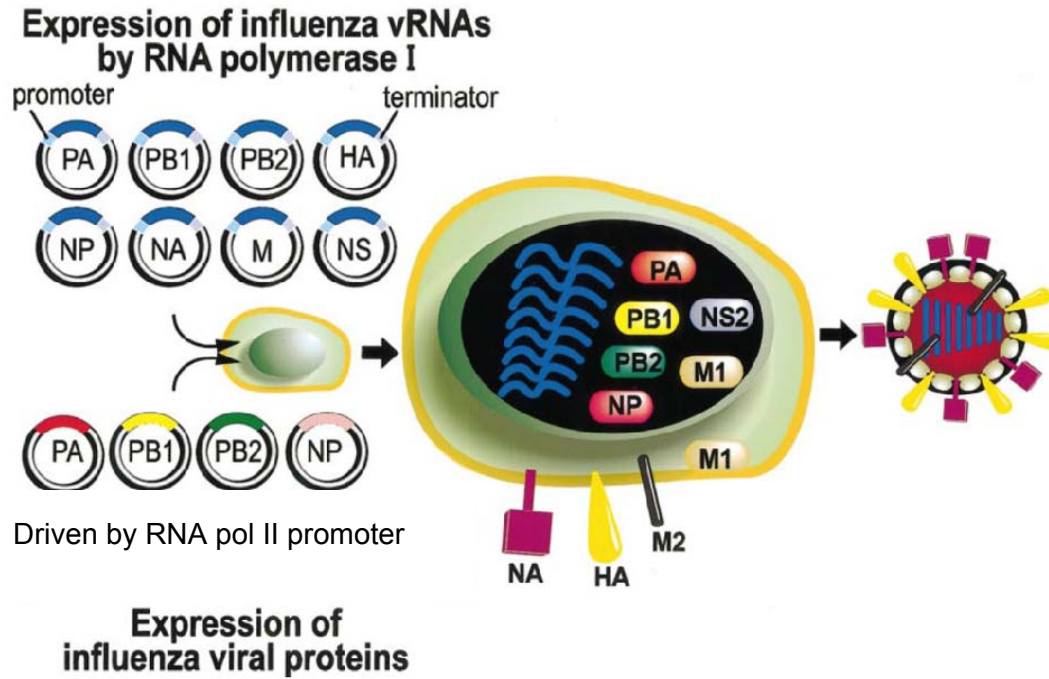 Expression of influenza vRNAs
by RNA polymerase I
promoter
terminator
PA
PB1
PB2
HA
NP
NA
M
NS
PA
PB1
PB2
NP
Driven by RNA pol II promoter
Expression of
influenza viral proteins
PA
PB1
NS2
PB2
M1
NP
M1
NA
HA
M2